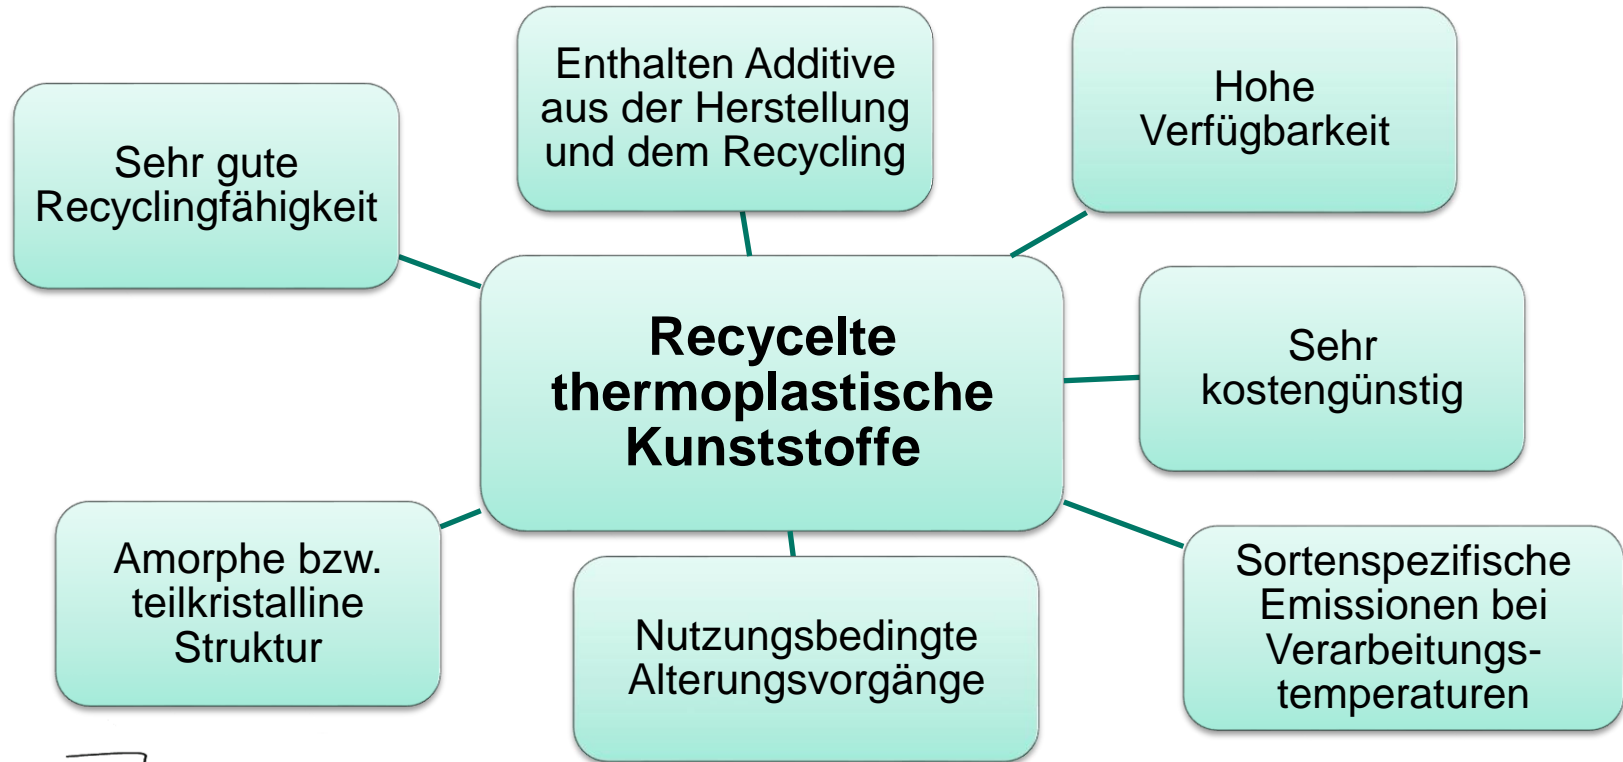 Enthalten Additive
aus der Herstellung
und dem Recycling
Hohe
Verfügbarkeit
Sehr gute
Recyclingfähigkeit
Recycelte
thermoplastische
Kunststoffe
Sehr
kostengünstig
Amorphe bzw.
teilkristalline
Struktur
Nutzungsbedingte
Alterungsvorgänge
Sortenspezifische
Emissionen bei
Verarbeitungs-
temperaturen